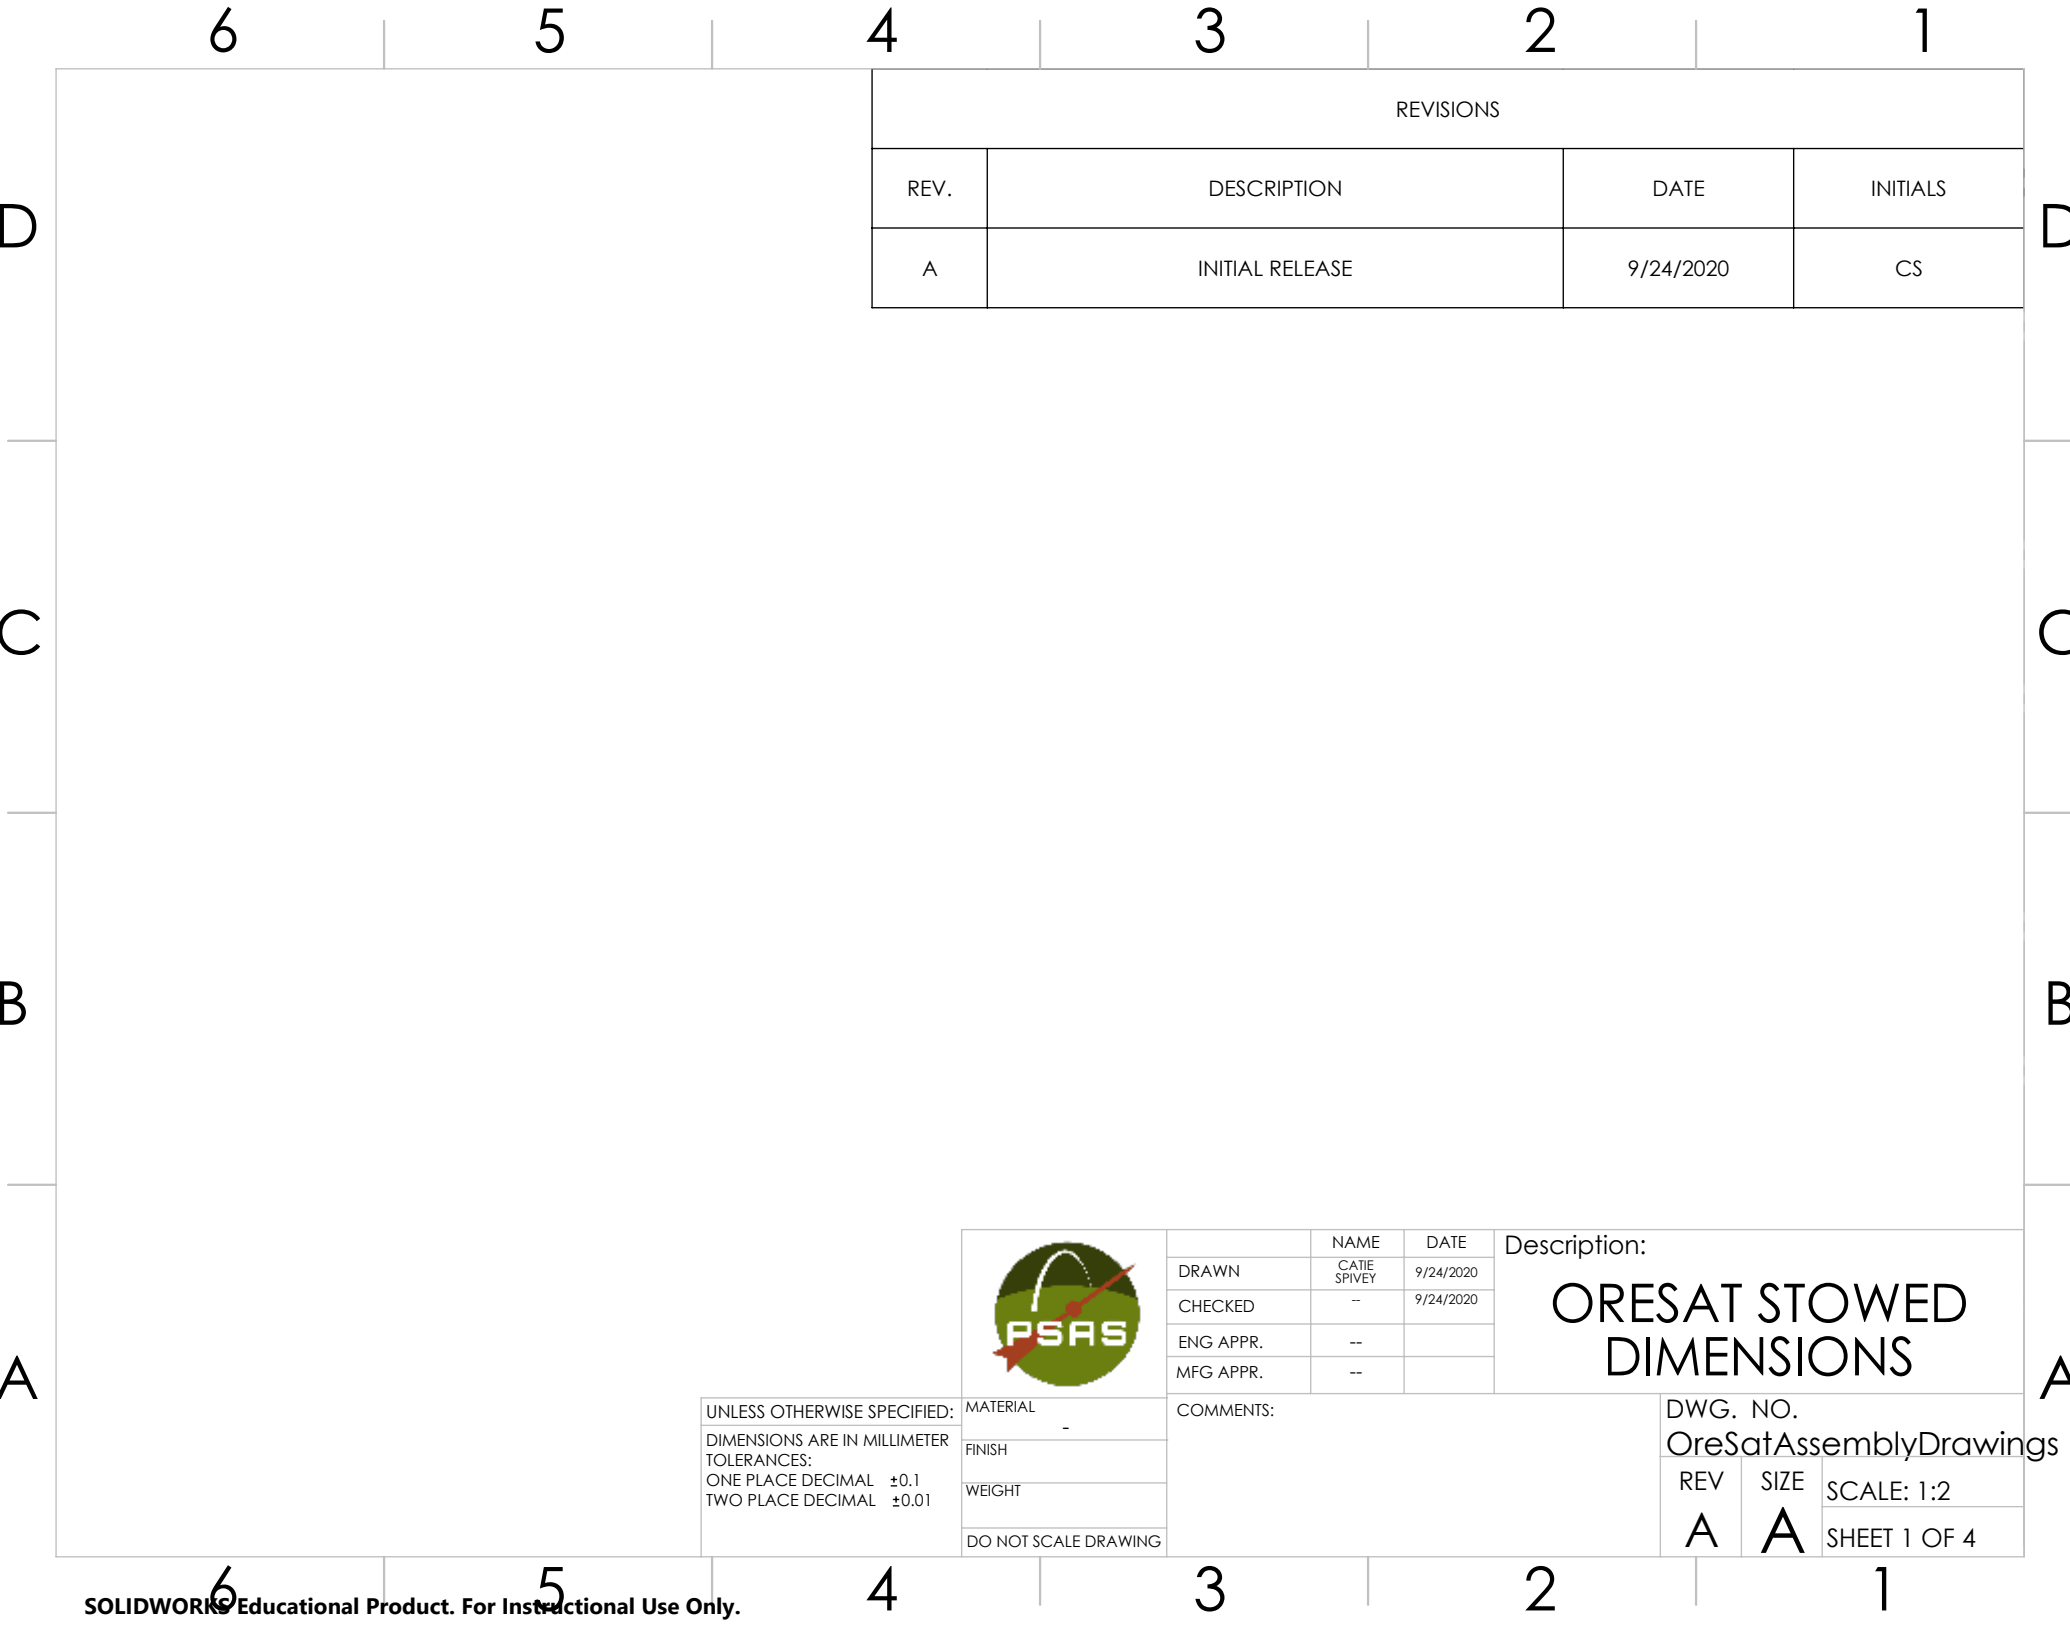 6 5 4 3 2 1
REVISIONS
REV. DESCRIPTION DATE INITIALS
D D
A INITIAL RELEASE 9/24/2020 CS
C C
B B
NAME DATE
DRAWN CATIE SPIVEY 9/24/2020
CHECKED -- 9/24/2020
ENG APPR. --
MFG APPR. --
Description:
ORESAT STOWED
DIMENSIONS
PSAS
A A
UNLESS OTHERWISE SPECIFIED:
DIMENSIONS ARE IN MILLIMETER
TOLERANCES:
ONE PLACE DECIMAL ±0.1
TWO PLACE DECIMAL ±0.01
MATERIAL
-
FINISH
WEIGHT
DO NOT SCALE DRAWING
COMMENTS:
DWG. NO.
OreSatAssemblyDrawings
REV SIZE SCALE: 1:2
A A SHEET 1 OF 4
6 5 4 3 2 1
SOLIDWORKS Educational Product. For Instructional Use Only.